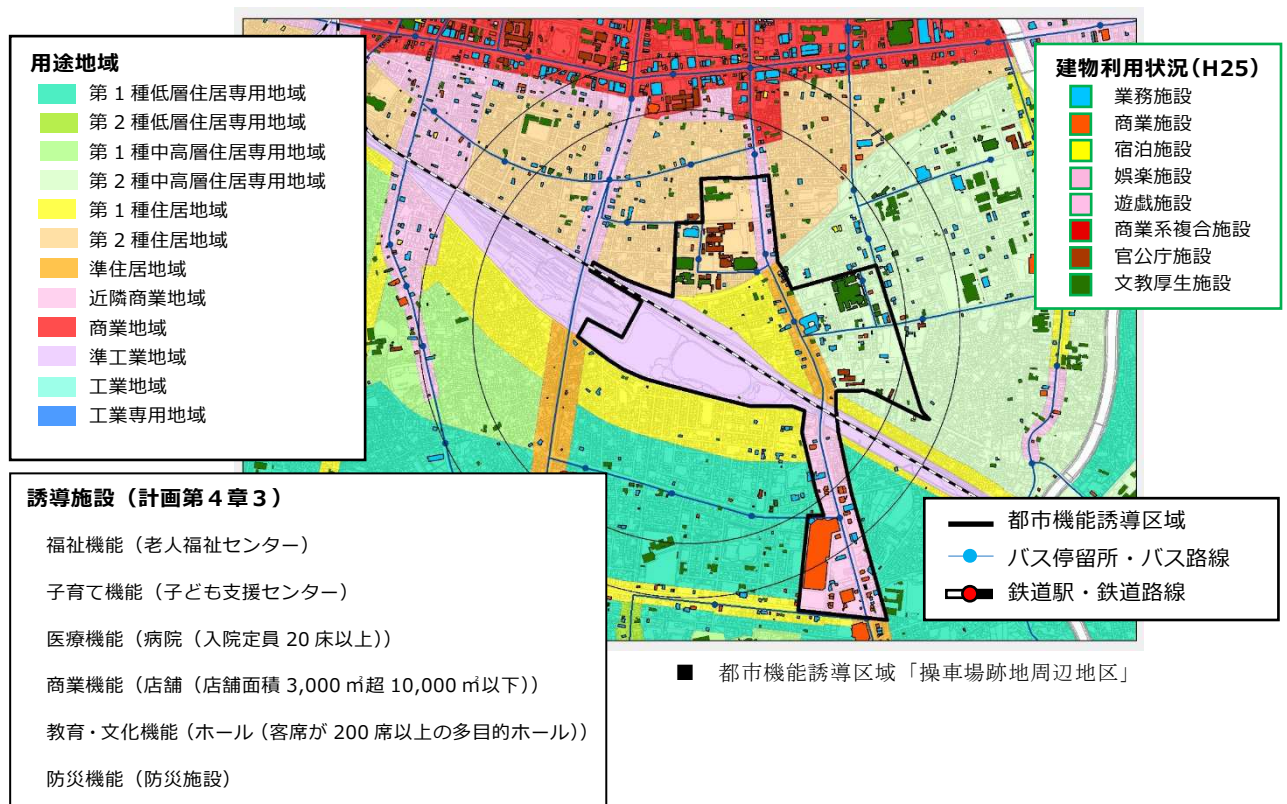 用途地域
第１種低層住居専用地域
第２種低層住居専用地域
第１種中高層住居専用地域
第２種中高層住居専用地域
第１種住居地域
第２種住居地域
準住居地域
近隣商業地域
商業地域
準工業地域
工業地域
工業専用地域
建物利用状況（H25）
業務施設
商業施設
宿泊施設
娯楽施設
遊戯施設
商業系複合施設
官公庁施設
文教厚生施設
誘導施設（計画第４章３）
福祉機能（老人福祉センター）
子育て機能（子ども支援センター）
医療機能（病院（入院定員 20 床以上））
商業機能（店舗（店舗面積 3,000 ㎡超 10,000 ㎡以下））
教育・文化機能（ホール（客席が 200 席以上の多目的ホール））
防災機能（防災施設）
都市機能誘導区域
バス停留所・バス路線
鉄道駅・鉄道路線
■ 都市機能誘導区域「操車場跡地周辺地区」